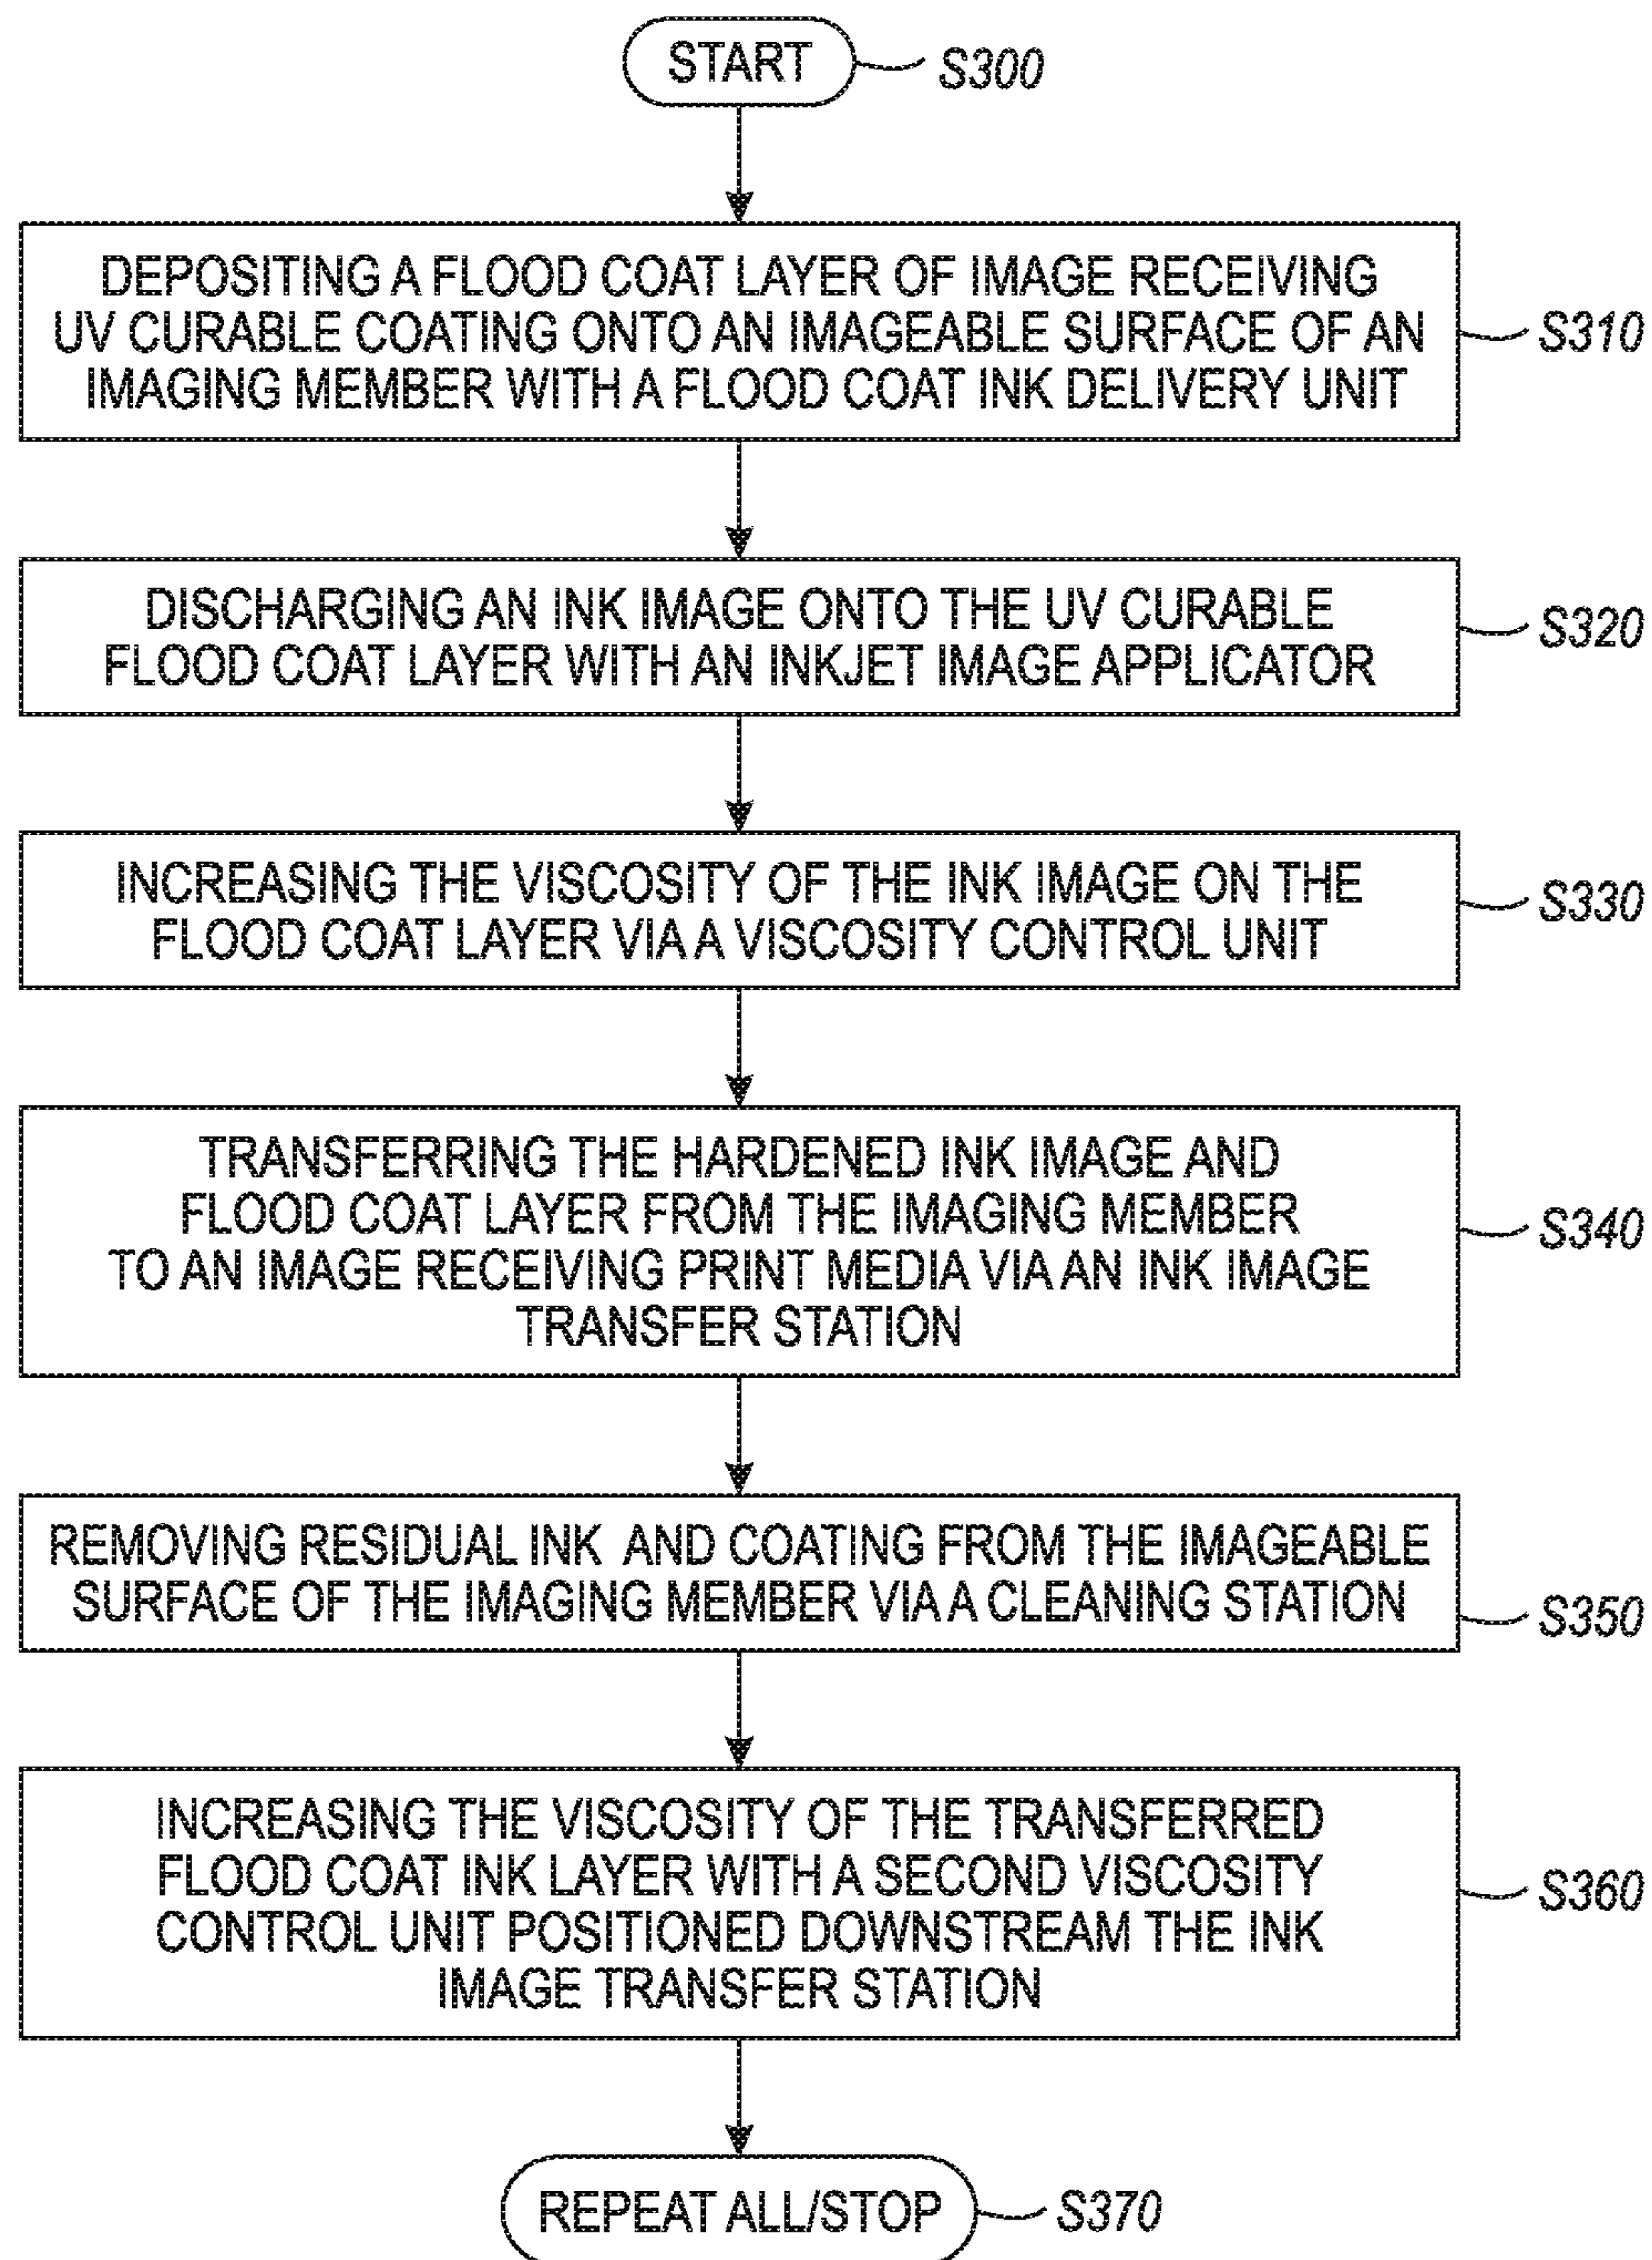 START
S300
DEPOSITING A FLOOD COAT LAYER OF IMAGE RECEIVING
UV CURABLE COATING ONTO AN IMAGEABLE SURFACE OF AN
IMAGING MEMBER WITH A FLOOD COAT INK DELIVERY UNIT
S310
DISCHARGING AN INK IMAGE ONTO THE UV CURABLE
FLOOD COAT LAYER WITH AN INKJET IMAGE APPLICATOR
S320
INCREASING THE VISCOSITY OF THE INK IMAGE ON THE
FLOOD COAT LAYER VIA A VISCOSITY CONTROL UNIT
S330
TRANSFERRING THE HARDENED INK IMAGE AND
FLOOD COAT LAYER FROM THE IMAGING MEMBER
TO AN IMAGE RECEIVING PRINT MEDIA VIA AN INK IMAGE
TRANSFER STATION
S340
REMOVING RESIDUAL INK AND COATING FROM THE IMAGEABLE
SURFACE OF THE IMAGING MEMBER VIA A CLEANING STATION
S350
INCREASING THE VISCOSITY OF THE TRANSFERRED
FLOOD COAT INK LAYER WITH A SECOND VISCOSITY
CONTROL UNIT POSITIONED DOWNSTREAM THE INK
IMAGE TRANSFER STATION
S360
REPEAT ALL/STOP
S370